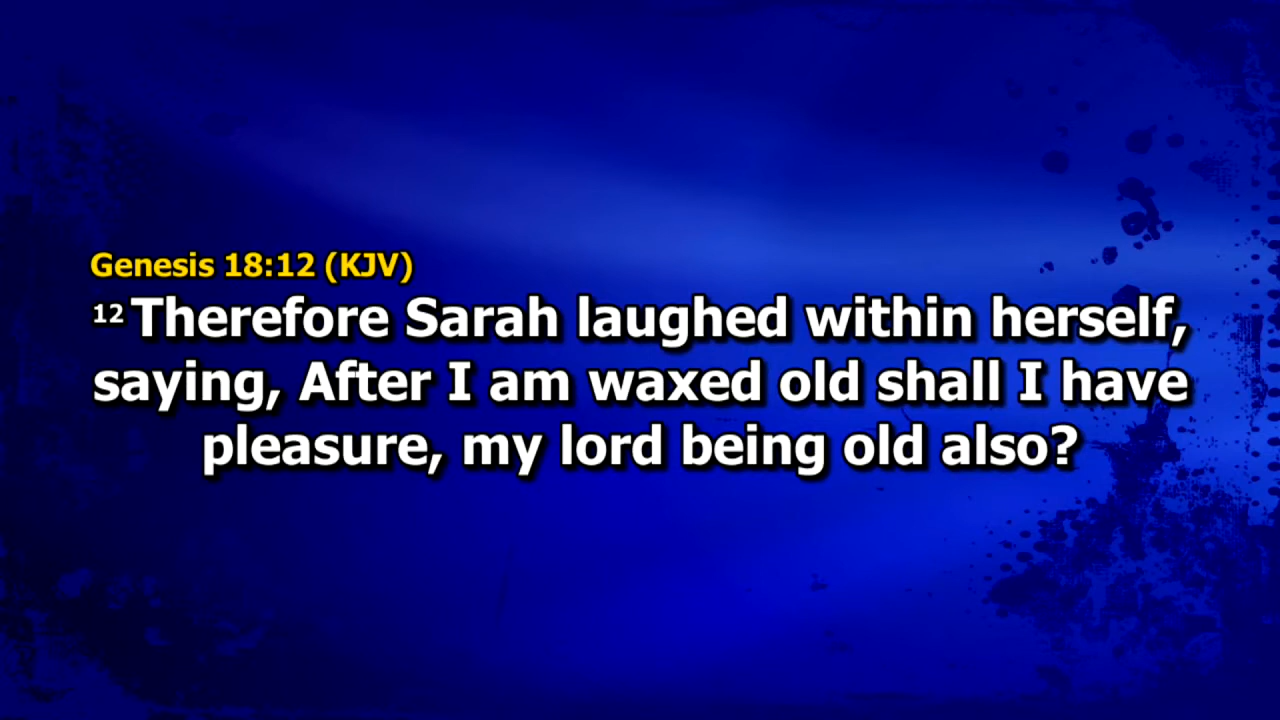 Genesis 18:12 (KJV)
12 Therefore Sarah laughed within herself,
saying, After I am waxed old shall I have
pleasure, my lord being old also?